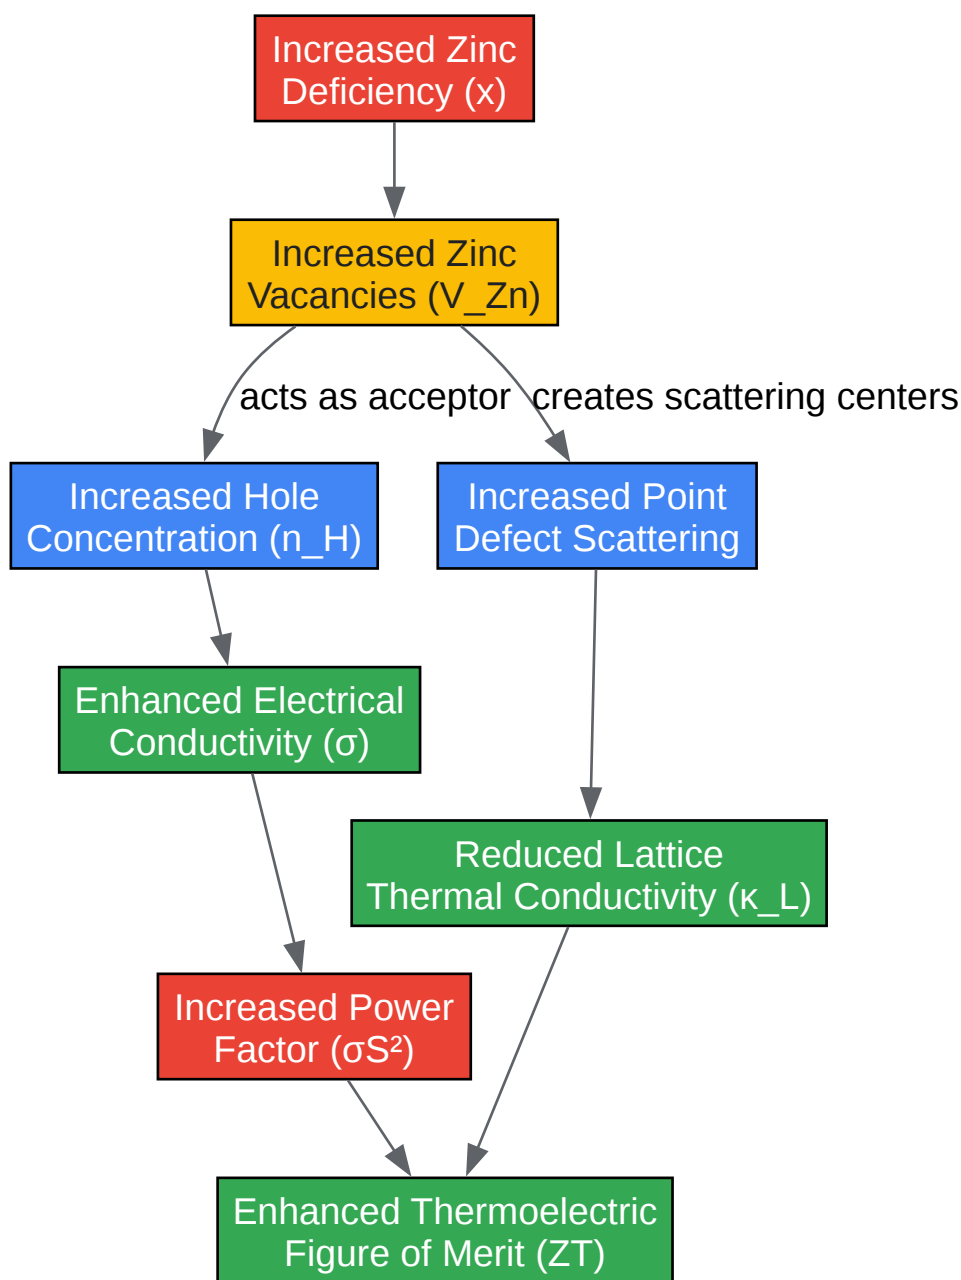 Increased Zinc
Deficiency (x)
Increased Zinc
Vacancies (V_Zn)
acts as acceptor
creates scattering centers
Increased Hole
Concentration (n_H)
Increased Point
Defect Scattering
Enhanced Electrical
Conductivity (σ)
Reduced Lattice
Thermal Conductivity (κ_L)
Increased Power
Factor (σS²)
Enhanced Thermoelectric
Figure of Merit (ZT)